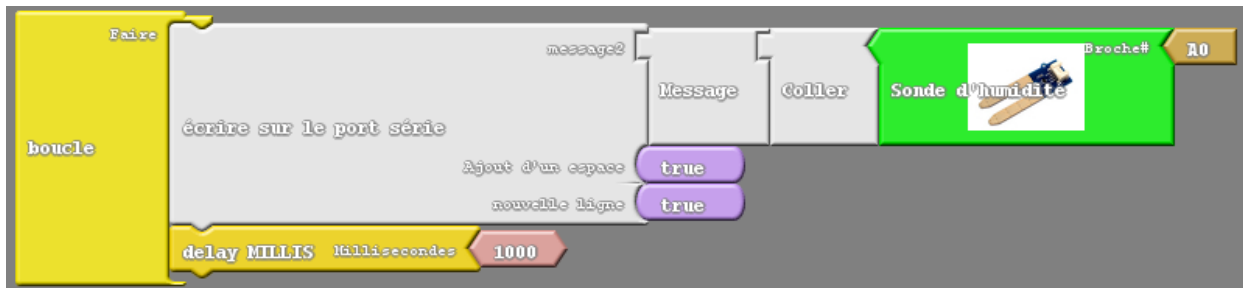 Faire
message2
Broche#
A0
Message
Coller
Sonde d'humidité
écrire sur le port série
boucle
Ajout d'un espace
true
nouvelle ligne
true
delay MILLIS
Millisecondes
1000